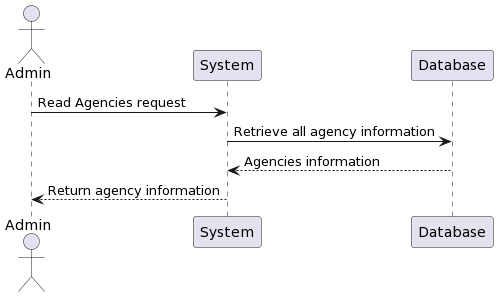 Admin
System
Database
Read Agencies request
Retrieve all agency information
Agencies information
Return agency information
Admin
System
Database